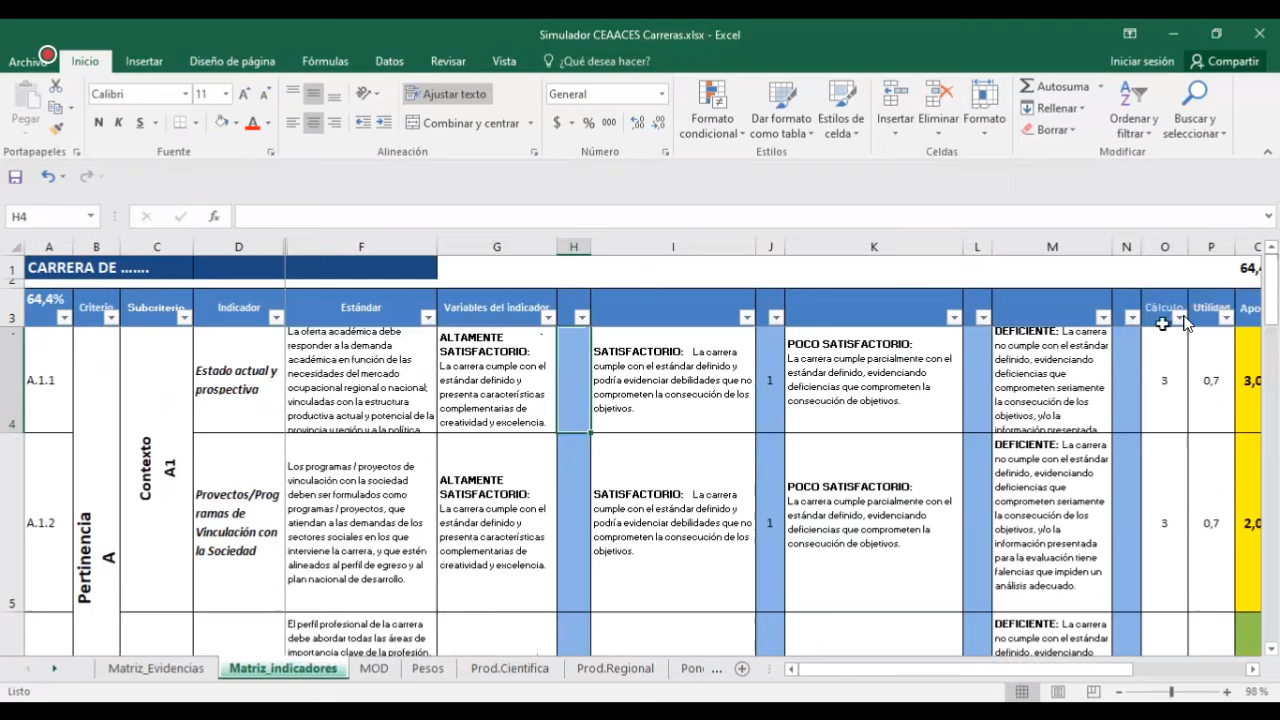 Simulador CEAACES Carreras.xlsx - Excel
Archivo Inicio Insertar Diseño de página Fórmulas Datos Revisar Vista ¿Qué desea hacer? Iniciar sesión Compartir
Pegar
Calibri 11
N K S
Ajustar texto
Combinar y centrar
General
$ % 000
Formato condicional
Dar formato como tabla
Estilos de celda
Insertar Eliminar Formato
Autosuma
Rellenar
Borrar
Ordenar y filtrar
Buscar y seleccionar
Portapapeles Fuente Alineación Número Estilos Celdas Modificar
H4
fx
A B C D F G H I J K L M N O P C
1 CARRERA DE ....... 64,4
2
3 64,4% Criterio Subcriterio Indicador Estándar Variables del indicador Cálculo Utilidad Apo
4
A.1.1
Pertinencia
A
Contexto
A1
Estado actual y
prospectiva
La oferta académica debe
responder a la demanda
académica en función de las
necesidades del mercado
ocupacional regional o nacional;
vinculadas con la estructura
productiva actual y potencial de la
provincia y región y a la política
ALTAMENTE
SATISFACTORIO:
La carrera cumple con el
estándar definido y
presenta características
complementarias de
creatividad y excelencia.
SATISFACTORIO: La carrera
cumple con el estándar definido y
podría evidenciar debilidades que no
comprometen la consecución de los
objetivos.
1
POCO SATISFACTORIO:
La carrera cumple parcialmente con el
estándar definido, evidenciando
deficiencias que comprometen la
consecución de objetivos.
DEFICIENTE: La carrera
no cumple con el estándar
definido, evidenciando
deficiencias que
comprometen seriamente
la consecución de los
objetivos, y/o la
información presentada
3
0,7
3,0
5
A.1.2
Proyectos/Prog
ramas de
Vinculación con
la Sociedad
Los programas / proyectos de
vinculación con la sociedad
deben ser formulados como
programas / proyectos, que
atiendan a las demandas de los
sectores sociales en los que
interviene la carrera, y que estén
alineados al perfil de egreso y al
plan nacional de desarrollo.
ALTAMENTE
SATISFACTORIO:
La carrera cumple con el
estándar definido y
presenta características
complementarias de
creatividad y excelencia.
SATISFACTORIO: La carrera
cumple con el estándar definido y
podría evidenciar debilidades que no
comprometen la consecución de los
objetivos.
1
POCO SATISFACTORIO:
La carrera cumple parcialmente con el
estándar definido, evidenciando
deficiencias que comprometen la
consecución de objetivos.
DEFICIENTE: La carrera
no cumple con el estándar
definido, evidenciando
deficiencias que
comprometen seriamente
la consecución de los
objetivos, y/o la
información presentada
para la evaluación tiene
falencias que impiden un
análisis adecuado.
3
0,7
2,0
El perfil profesional de la carrera
debe abordar todas las áreas de
importancia clave de la profesión,
DEFICIENTE: La carrera
no cumple con el estándar
definido, evidenciando
Matriz_Evidencias Matriz_indicadores MOD Pesos Prod.Cientifica Prod.Regional Pon ...
Listo
98 %